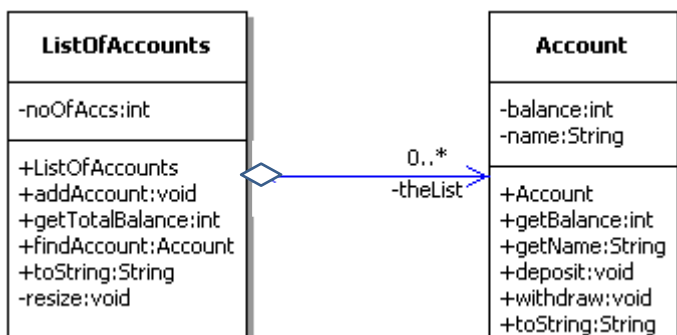 ListOfAccounts
-noOfAccs:int
+ListOfAccounts
+addAccount:void
+getTotalBalance:int
+findAccount:Account
+toString:String
-resize:void
0..*
-theList
Account
-balance:int
-name:String
+Account
+getBalance:int
+getName:String
+deposit:void
+withdraw:void
+toString:String